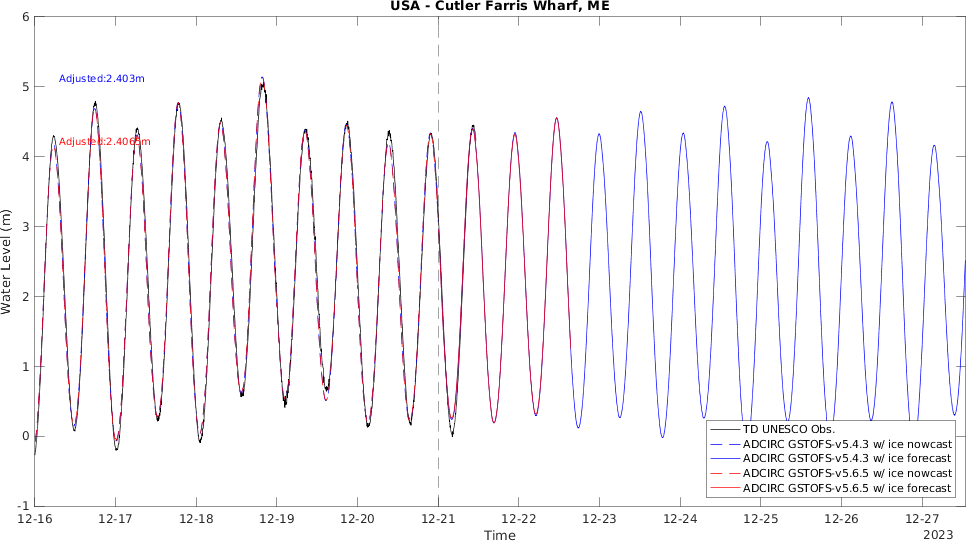 USA - Cutler Farris Wharf, ME
6
5
4
3
2
1
0
-1
Water Level (m)
Adjusted:2.403m
Adjusted:2.4065m
TD UNESCO Obs.
ADCIRC GSTOFS-v5.4.3 w/ ice nowcast
ADCIRC GSTOFS-v5.4.3 w/ ice forecast
ADCIRC GSTOFS-v5.6.5 w/ ice nowcast
ADCIRC GSTOFS-v5.6.5 w/ ice forecast
12-16 12-17 12-18 12-19 12-20 12-21 12-22 12-23 12-24 12-25 12-26 12-27
Time
2023